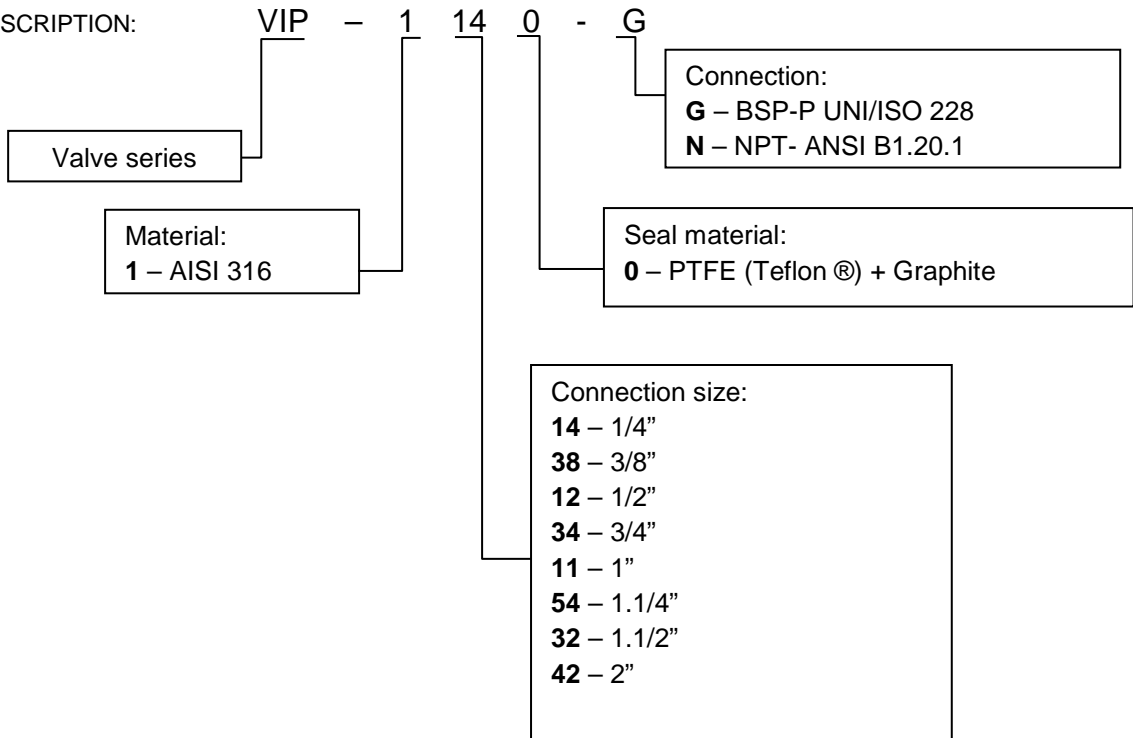 SCRIPTION: VIP – 1 14 0 - G
Connection:
G – BSP-P UNI/ISO 228
N – NPT- ANSI B1.20.1
Valve series
Material:
1 – AISI 316
Seal material:
0 – PTFE (Teflon ®) + Graphite
Connection size:
14 – 1/4”
38 – 3/8”
12 – 1/2”
34 – 3/4”
11 – 1”
54 – 1.1/4”
32 – 1.1/2”
42 – 2”